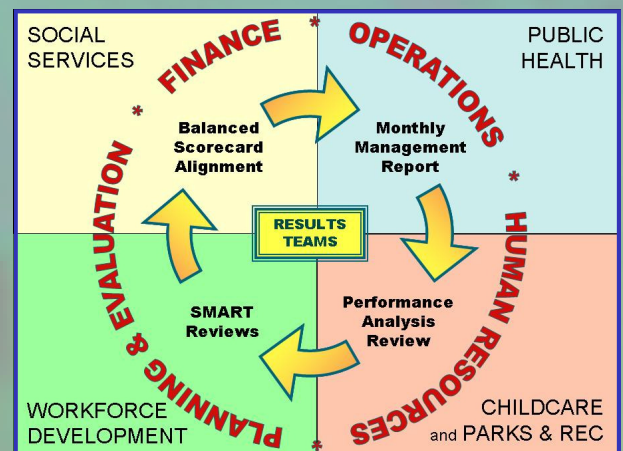 SOCIAL
SERVICES
PUBLIC
HEALTH
* FINANCE * OPERATIONS * HUMAN RESOURCES * PLANNING & EVALUATION
Balanced
Scorecard
Alignment
Monthly
Management
Report
RESULTS
TEAMS
SMART
Reviews
Performance
Analysis
Review
WORKFORCE
DEVELOPMENT
CHILDCARE
and PARKS & REC